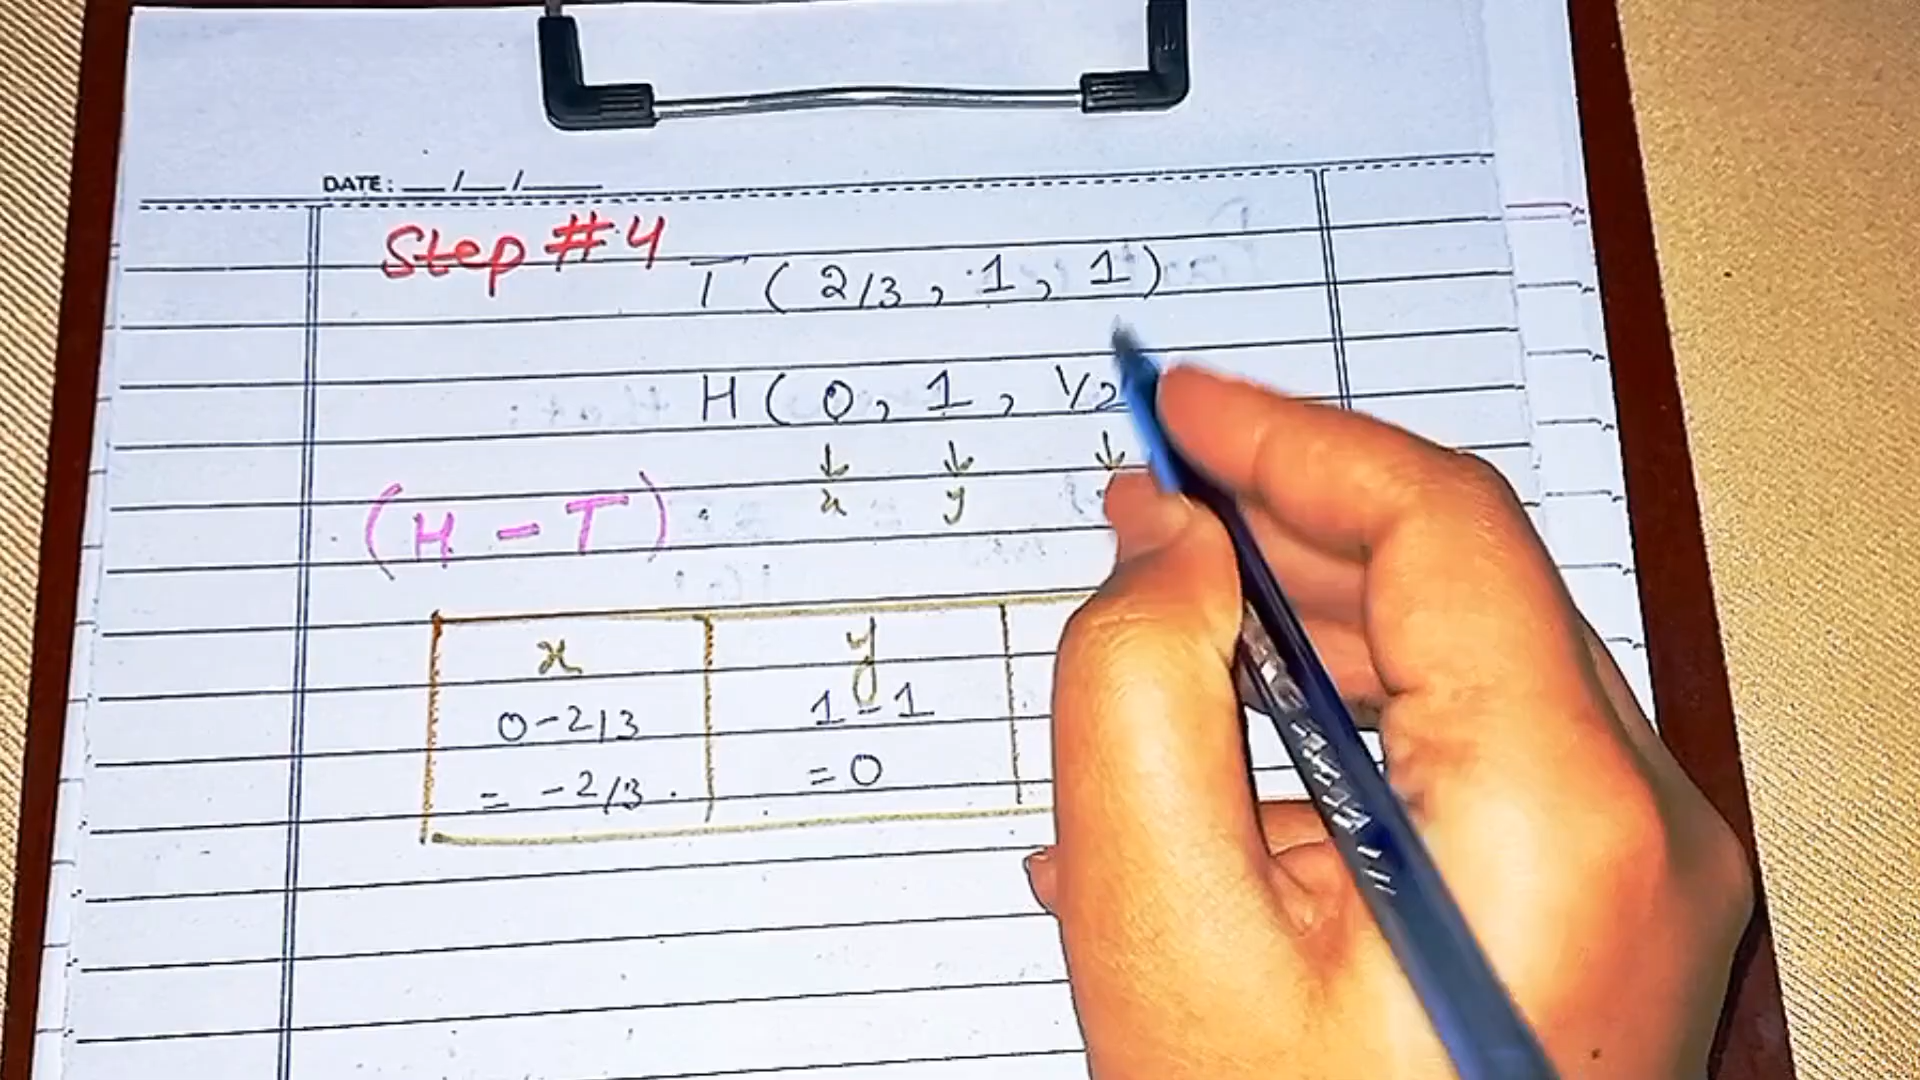 DATE: __/__/____
Step #4
T ( 2/3 , 1 , 1 )
H ( 0 , 1 , 1/2
↓ ↓ ↓
x y
(H - T)
x y
0-2/3 1-1
= -2/3 . = 0